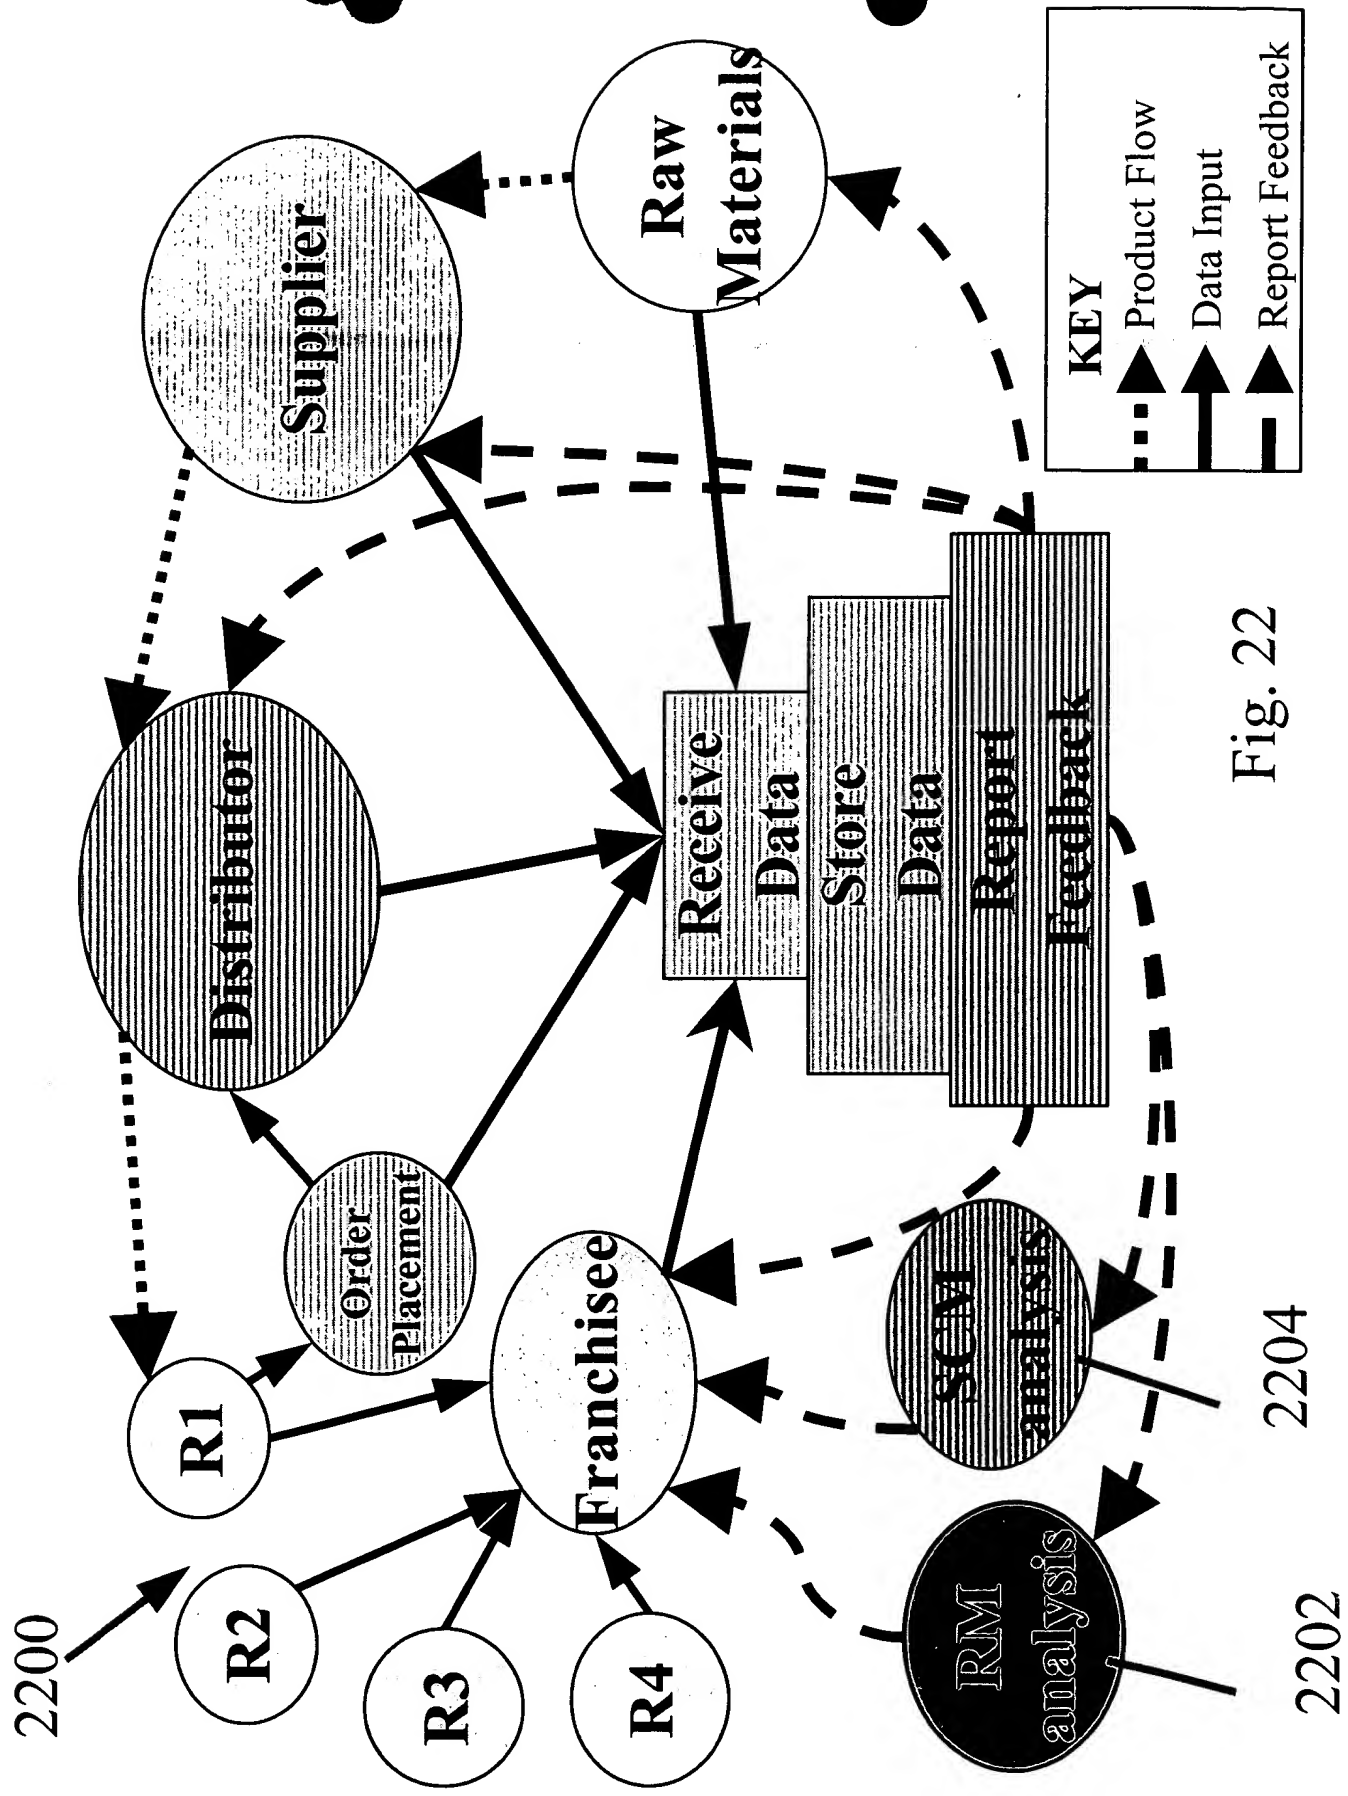 2200
R1
R2
R3
R4
Order
Placement
Distributor
Supplier
Franchisee
Raw
Materials
Receive
Data
Store
Data
Report
Feedback
RM
analysis
SCM
analysis
2202
2204
Fig. 22
KEY
Product Flow
Data Input
Report Feedback